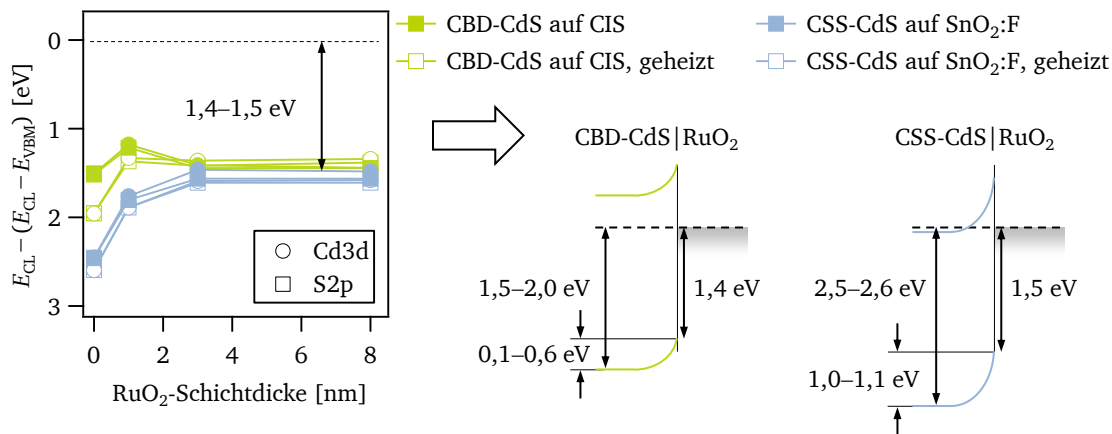 CBD-CdS auf CIS
CBD-CdS auf CIS, geheizt
CSS-CdS auf SnO₂:F
CSS-CdS auf SnO₂:F, geheizt
E_CL – (E_CL – E_VBM) [eV]
0
1
2
3
1,4–1,5 eV
Cd3d
S2p
0
2
4
6
8
RuO₂-Schichtdicke [nm]
CBD-CdS|RuO₂
1,5–2,0 eV
1,4 eV
0,1–0,6 eV
CSS-CdS|RuO₂
2,5–2,6 eV
1,5 eV
1,0–1,1 eV